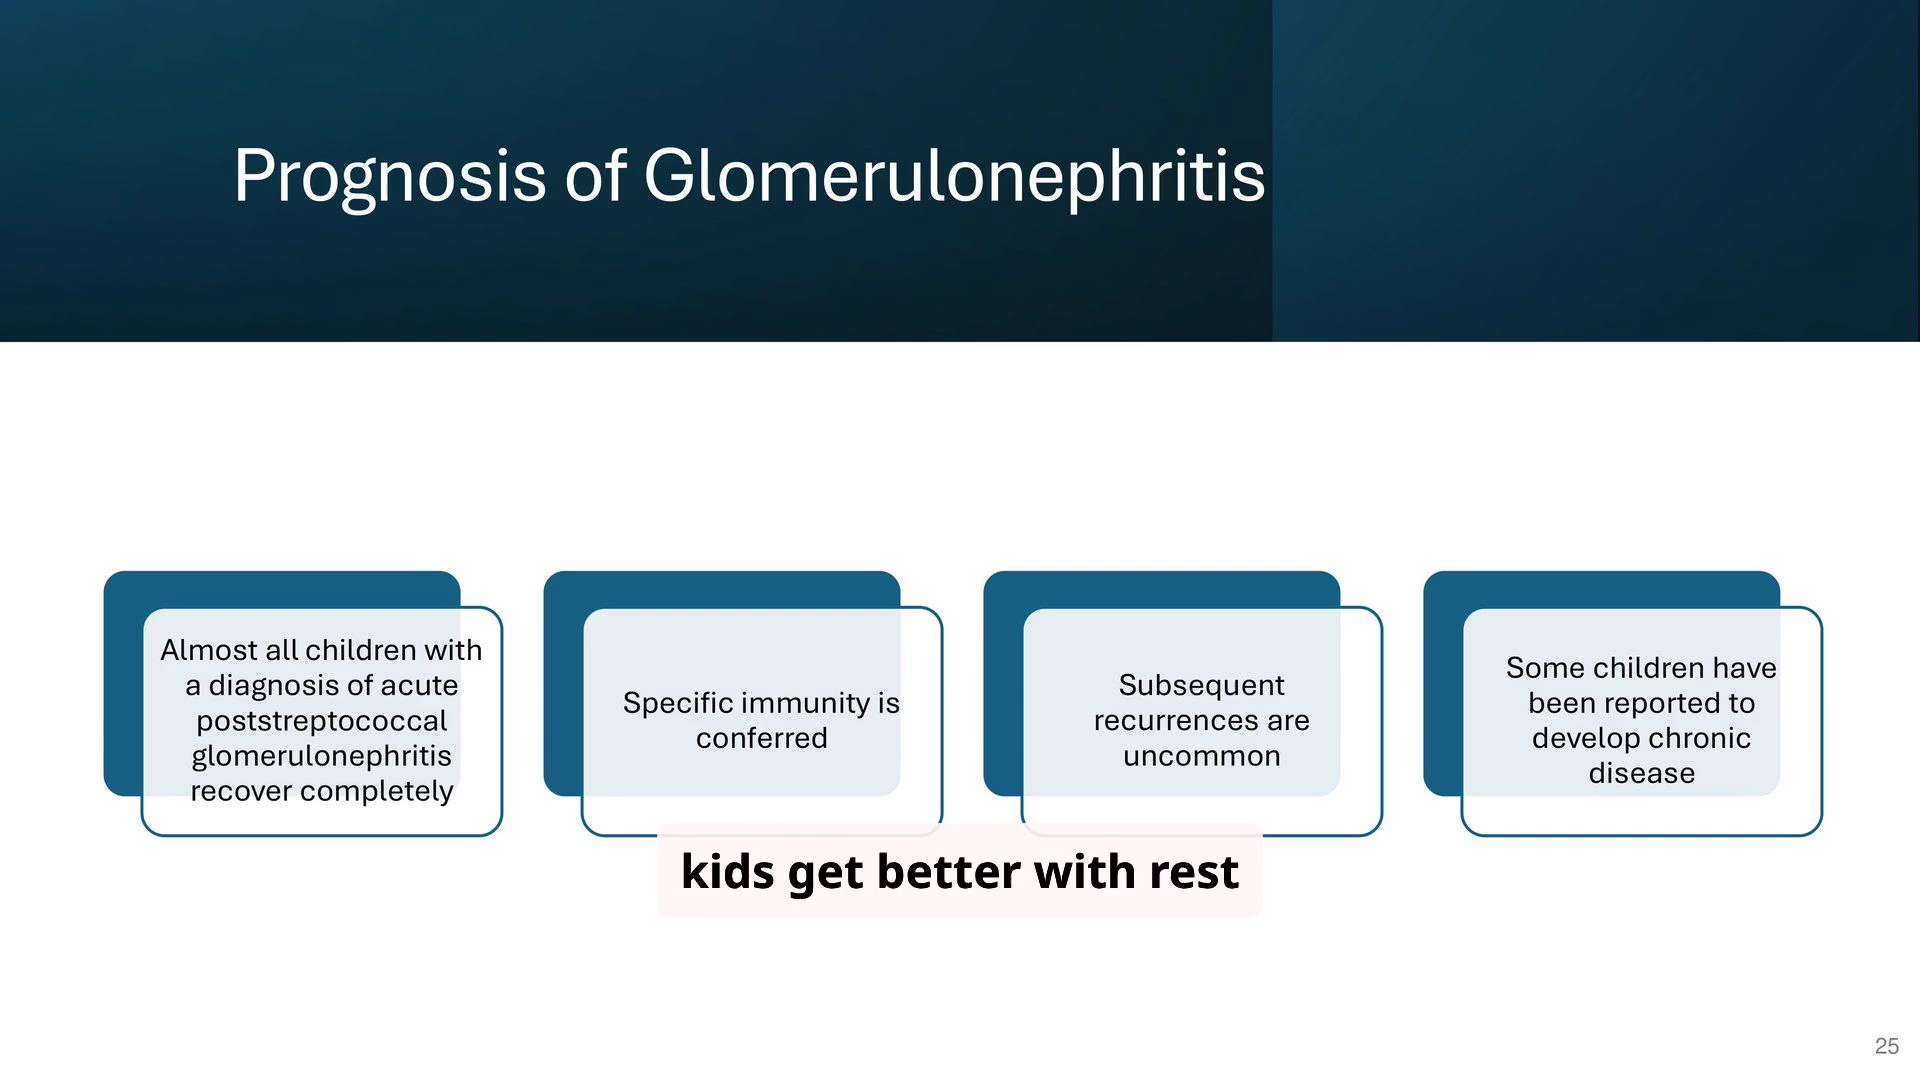 Prognosis of Glomerulonephritis
Almost all children with
a diagnosis of acute
poststreptococcal
glomerulonephritis
recover completely
Specific immunity is
conferred
Subsequent
recurrences are
uncommon
Some children have
been reported to
develop chronic
disease
kids get better with rest
25